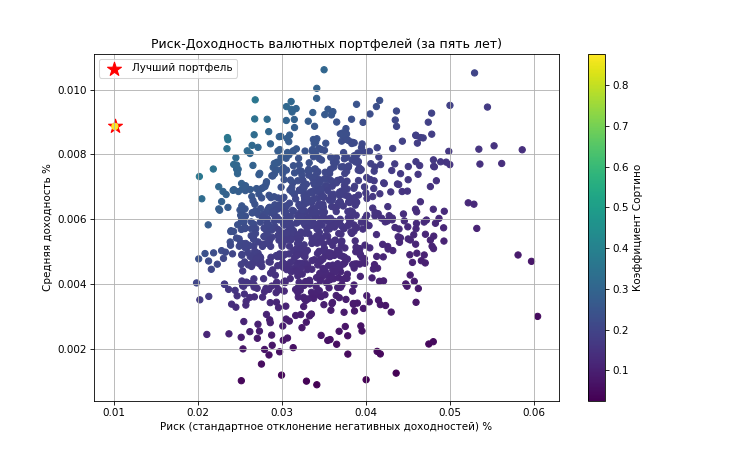 Риск-Доходность валютных портфелей (за пять лет)
Лучший портфель
0.010
0.008
0.006
0.004
0.002
Средняя доходность %
0.01 0.02 0.03 0.04 0.05 0.06
Риск (стандартное отклонение негативных доходностей) %
0.8
0.7
0.6
0.5
0.4
0.3
0.2
0.1
Коэффициент Сортино